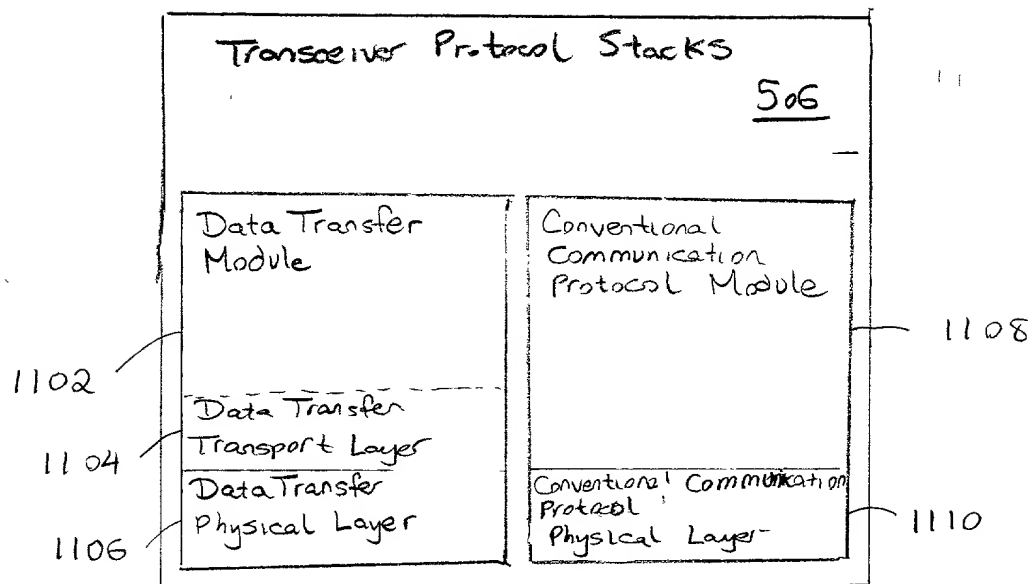 Transceiver Protocol Stacks
506
Data Transfer
Module
1102
Data Transfer
Transport Layer
1104
Data Transfer
Physical Layer
1106
Conventional
Communication
Protocol Module
1108
Conventional Communication
Protocol
Physical Layer
1110